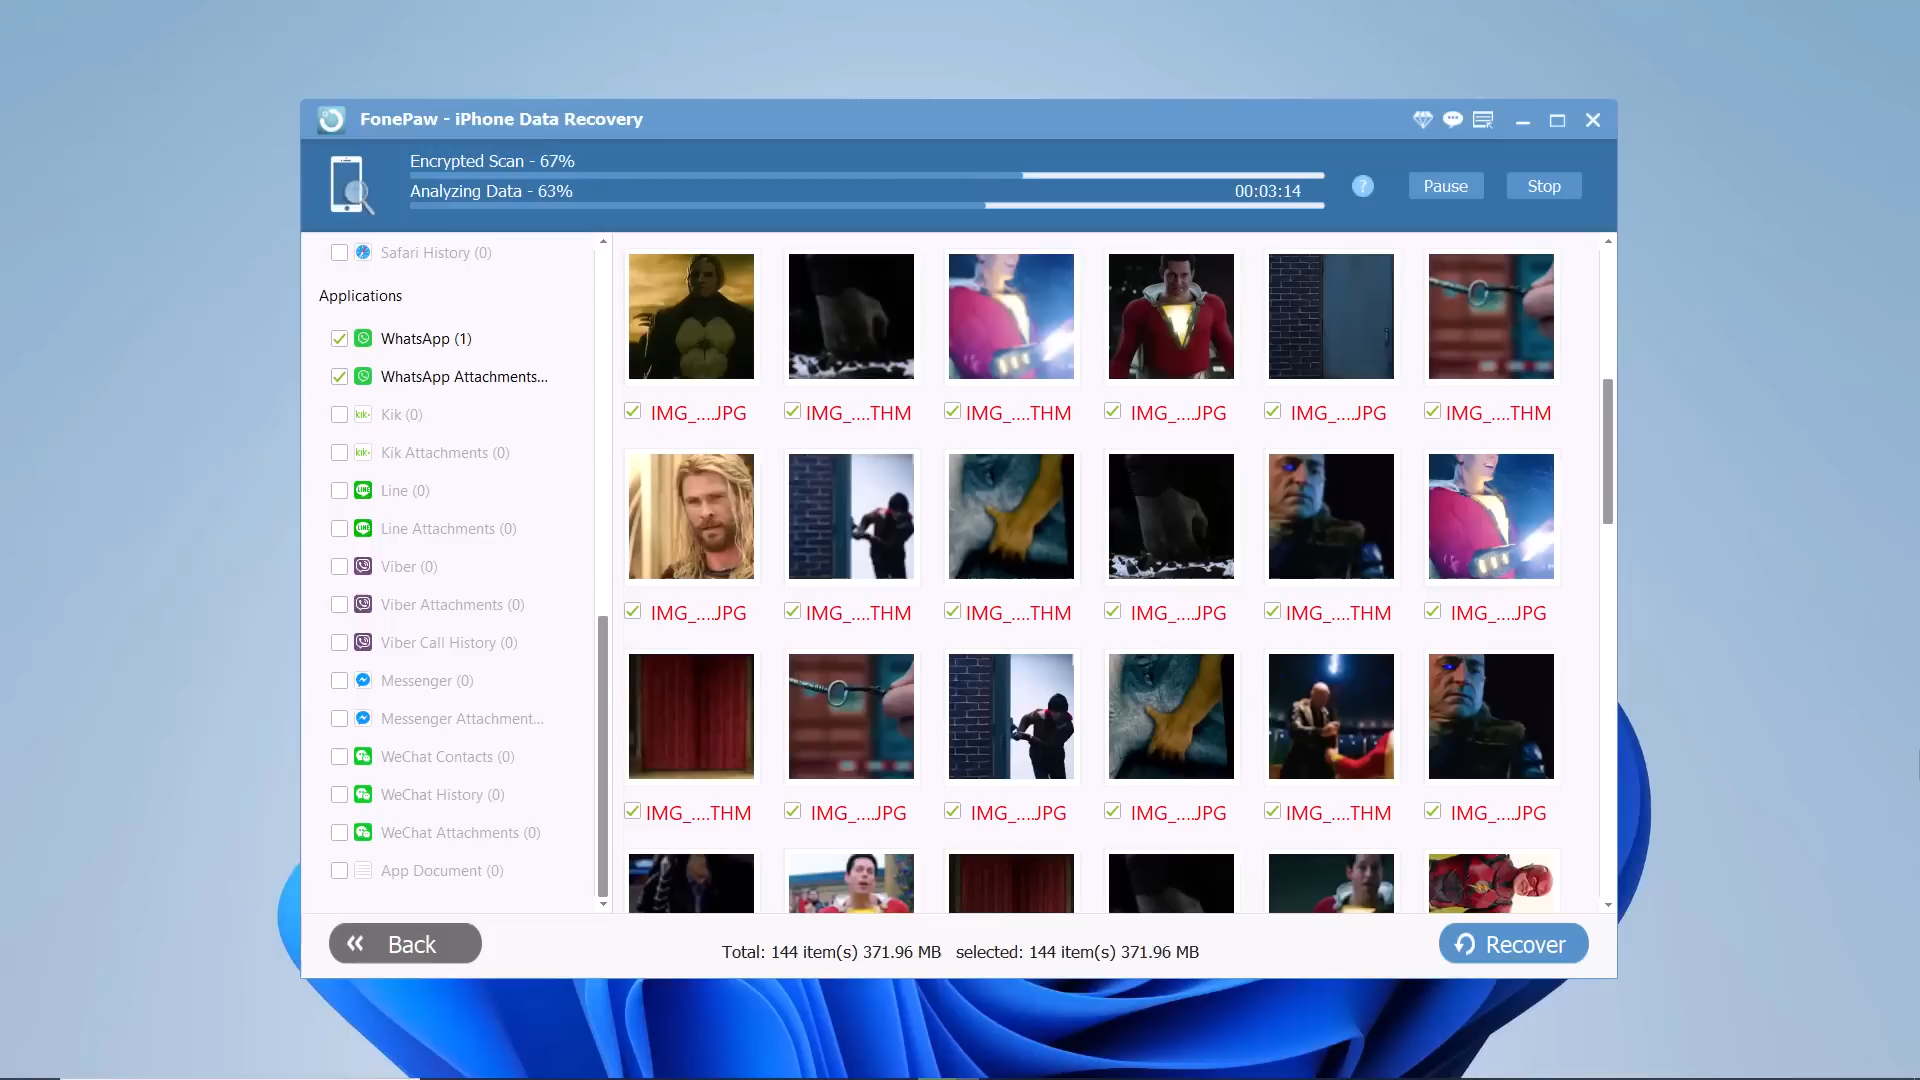 FonePaw - iPhone Data Recovery
Encrypted Scan - 67%
Analyzing Data - 63%
00:03:14
?
Pause
Stop
Safari History (0)
Applications
WhatsApp (1)
WhatsApp Attachments...
kik Kik (0)
kik Kik Attachments (0)
LINE Line (0)
LINE Line Attachments (0)
Viber (0)
Viber Attachments (0)
Viber Call History (0)
Messenger (0)
Messenger Attachment...
WeChat Contacts (0)
WeChat History (0)
WeChat Attachments (0)
App Document (0)
IMG_....JPG IMG_....THM IMG_....THM IMG_....JPG IMG_....JPG IMG_....THM
IMG_....JPG IMG_....THM IMG_....THM IMG_....JPG IMG_....THM IMG_....JPG
IMG_....THM IMG_....JPG IMG_....JPG IMG_....JPG IMG_....THM IMG_....JPG
Back
Total: 144 item(s) 371.96 MB selected: 144 item(s) 371.96 MB
Recover